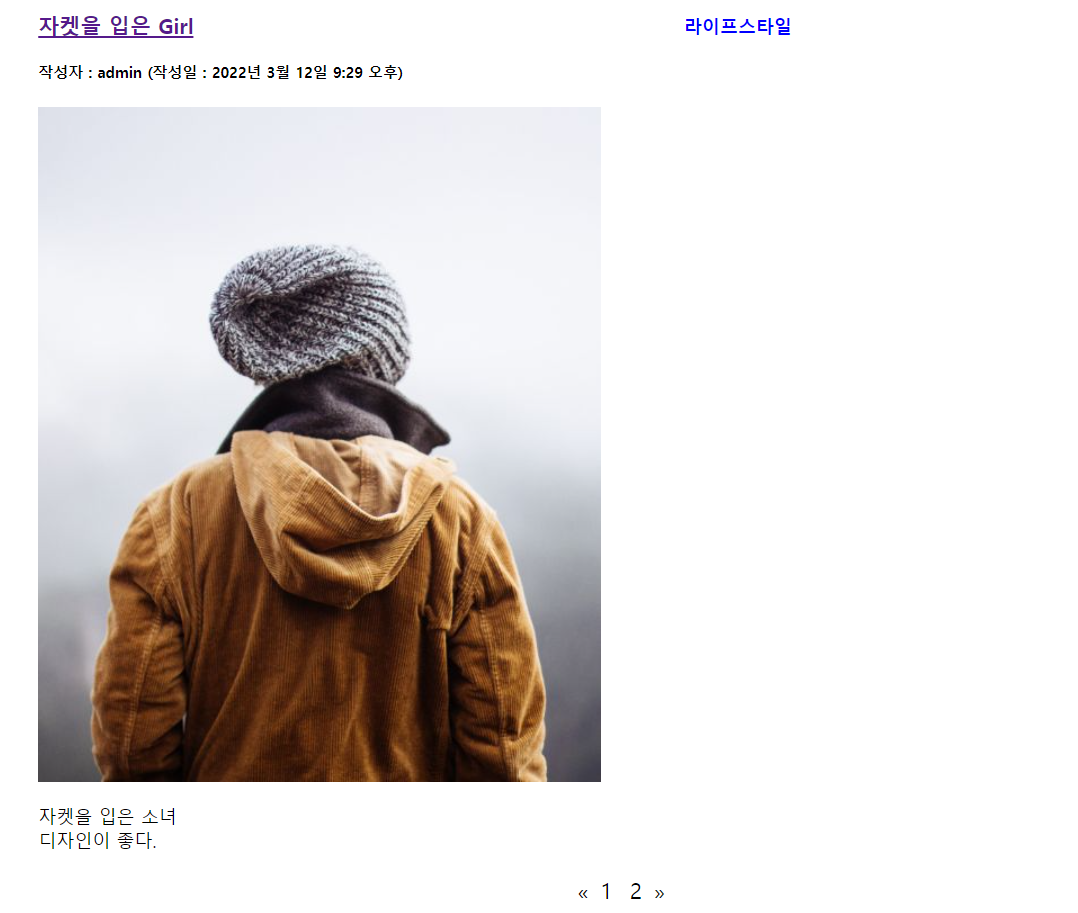 자켓을 입은 Girl
라이프스타일
작성자 : admin (작성일 : 2022년 3월 12일 9:29 오후)
자켓을 입은 소녀
디자인이 좋다.
« 1 2 »